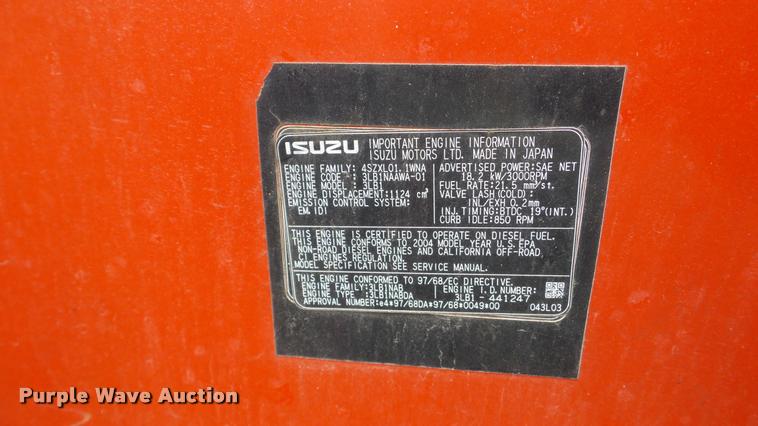 ISUZU IMPORTANT ENGINE INFORMATION
ISUZU MOTORS LTD. MADE IN JAPAN
ENGINE FAMILY: 4SZXL01.1WNA
ENGINE CODE : 3LB1NAAWA-01
ENGINE MODEL : 3LB1
ENGINE DISPLACEMENT:1124 cm³
EMISSION CONTROL SYSTEM:
EM, IDI
ADVERTISED POWER:SAE NET
18.2 kW/3000RPM
FUEL RATE:21.5 mm³/st.
VALVE LASH(COLD):
INL/EXH 0.2mm
INJ.TIMING:BTDC 19°(INT.)
CURB IDLE:850 RPM
THIS ENGINE IS CERTIFIED TO OPERATE ON DIESEL FUEL.
THIS ENGINE CONFORMS TO 2004 MODEL YEAR U.S.EPA
NON-ROAD DIESEL ENGINES AND CALIFORNIA OFF-ROAD
CI ENGINES REGULATION.
MODEL SPECIFICATION SEE SERVICE MANUAL.
THIS ENGINE CONFORMED TO 97/68/EC DIRECTIVE.
ENGINE FAMILY:3LB1NAB
ENGINE TYPE :3LB1NABDA
ENGINE I.D.NUMBER:
3LB1 - 441247
APPROVAL NUMBER:e4*97/68DA*97/68*0049*00
043L03
Purple Wave Auction®